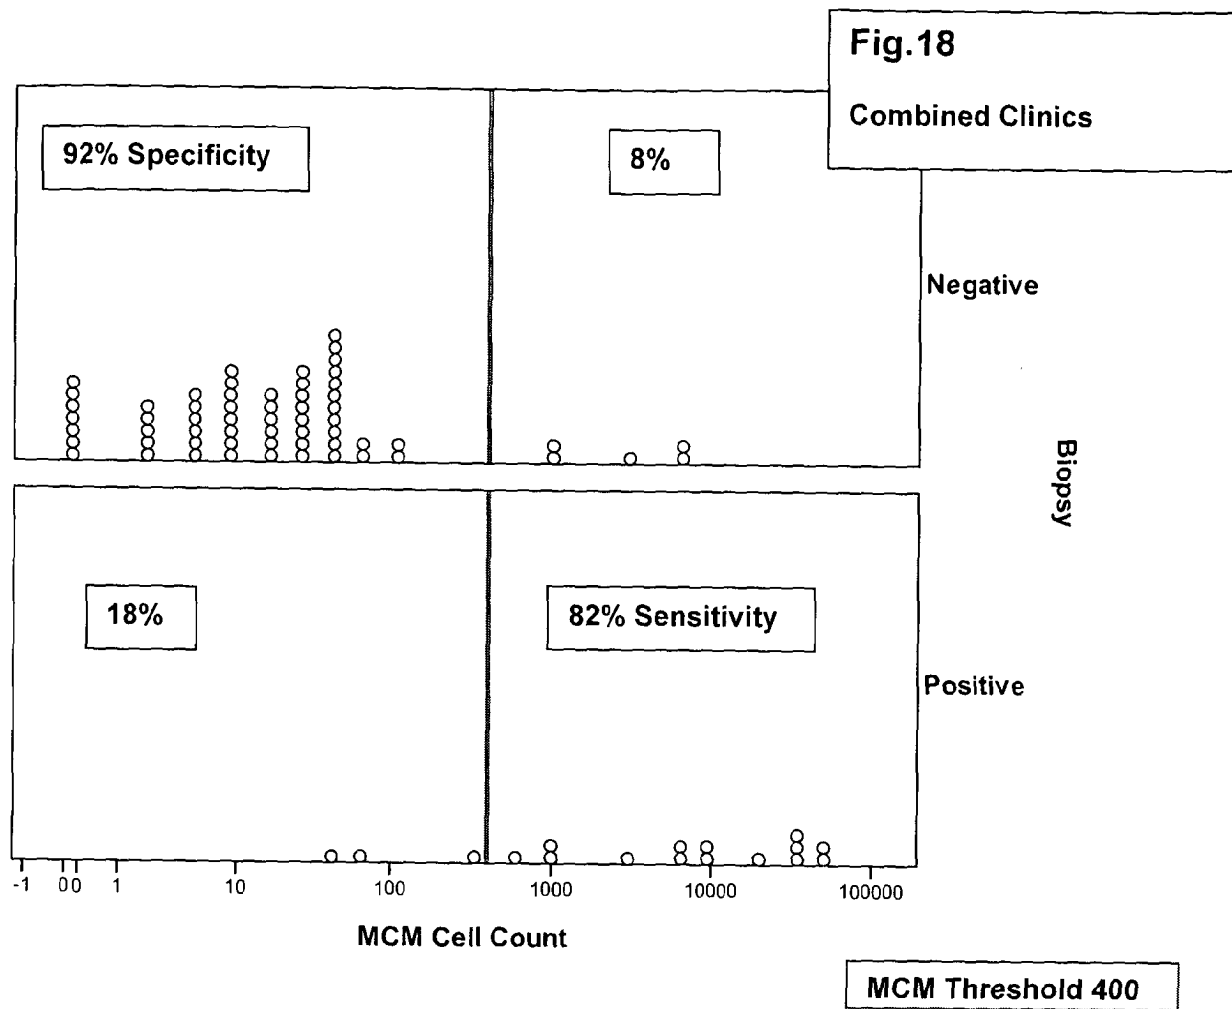 Fig.18
Combined Clinics
92% Specificity
8%
Negative
Biopsy
18%
82% Sensitivity
Positive
-1 0 0 1 10 100 1000 10000 100000
MCM Cell Count
MCM Threshold 400